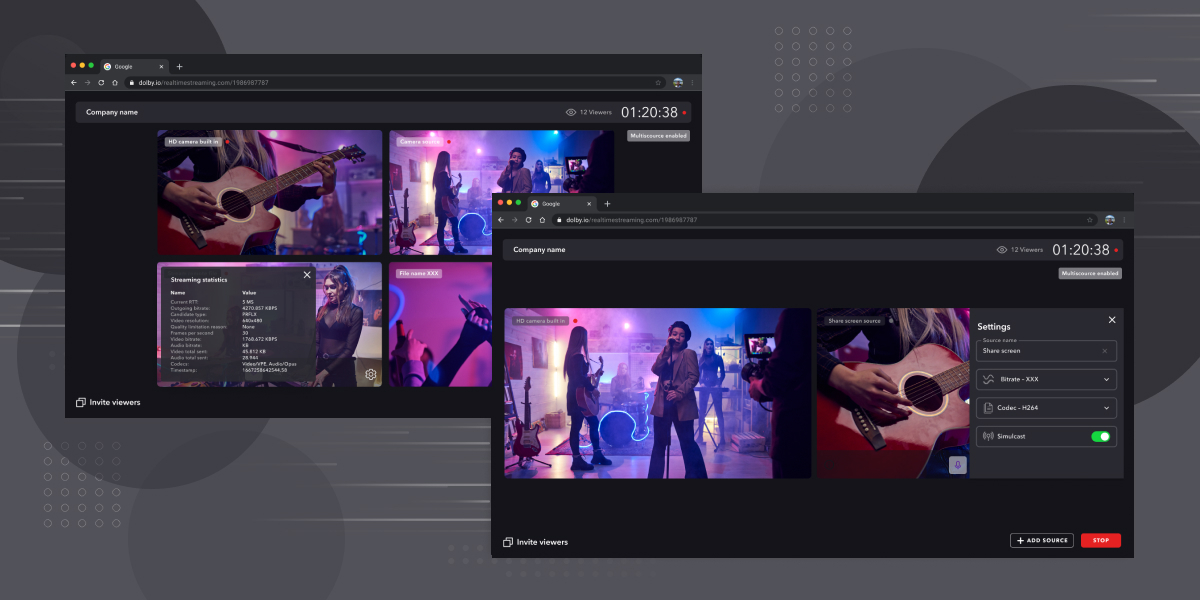 Google
dolby.io/realtimestreaming.com/1986987787
Company name
12 Viewers
01:20:38
Multiscource enabled
HD camera built in
Camera source
Streaming statistics
Name Value
Current RTT: 5 MS
Outgoing bitrate: 4270.857 KBPS
Candidate type: PRFLX
Video resolution: 640x480
Quality limitation reason: None
Frames per second: 30
Video bitrate: 1768.672 KBPS
Audio bitrate: KB
Video total sent: 45.812 KB
Audio total sent: 28.944
Codecs: Video/VPE, Audio/Opus
Timestamp: 1667258642544.58
File name XXX
Invite viewers
Google
dolby.io/realtimestreaming.com/1986987787
Company name
12 Viewers
01:20:38
Multiscource enabled
HD camera built in
Share screen source
Settings
Source name
Share screen
Bitrate - XXX
Codec - H264
Simulcast
Invite viewers
+ ADD SOURCE
STOP